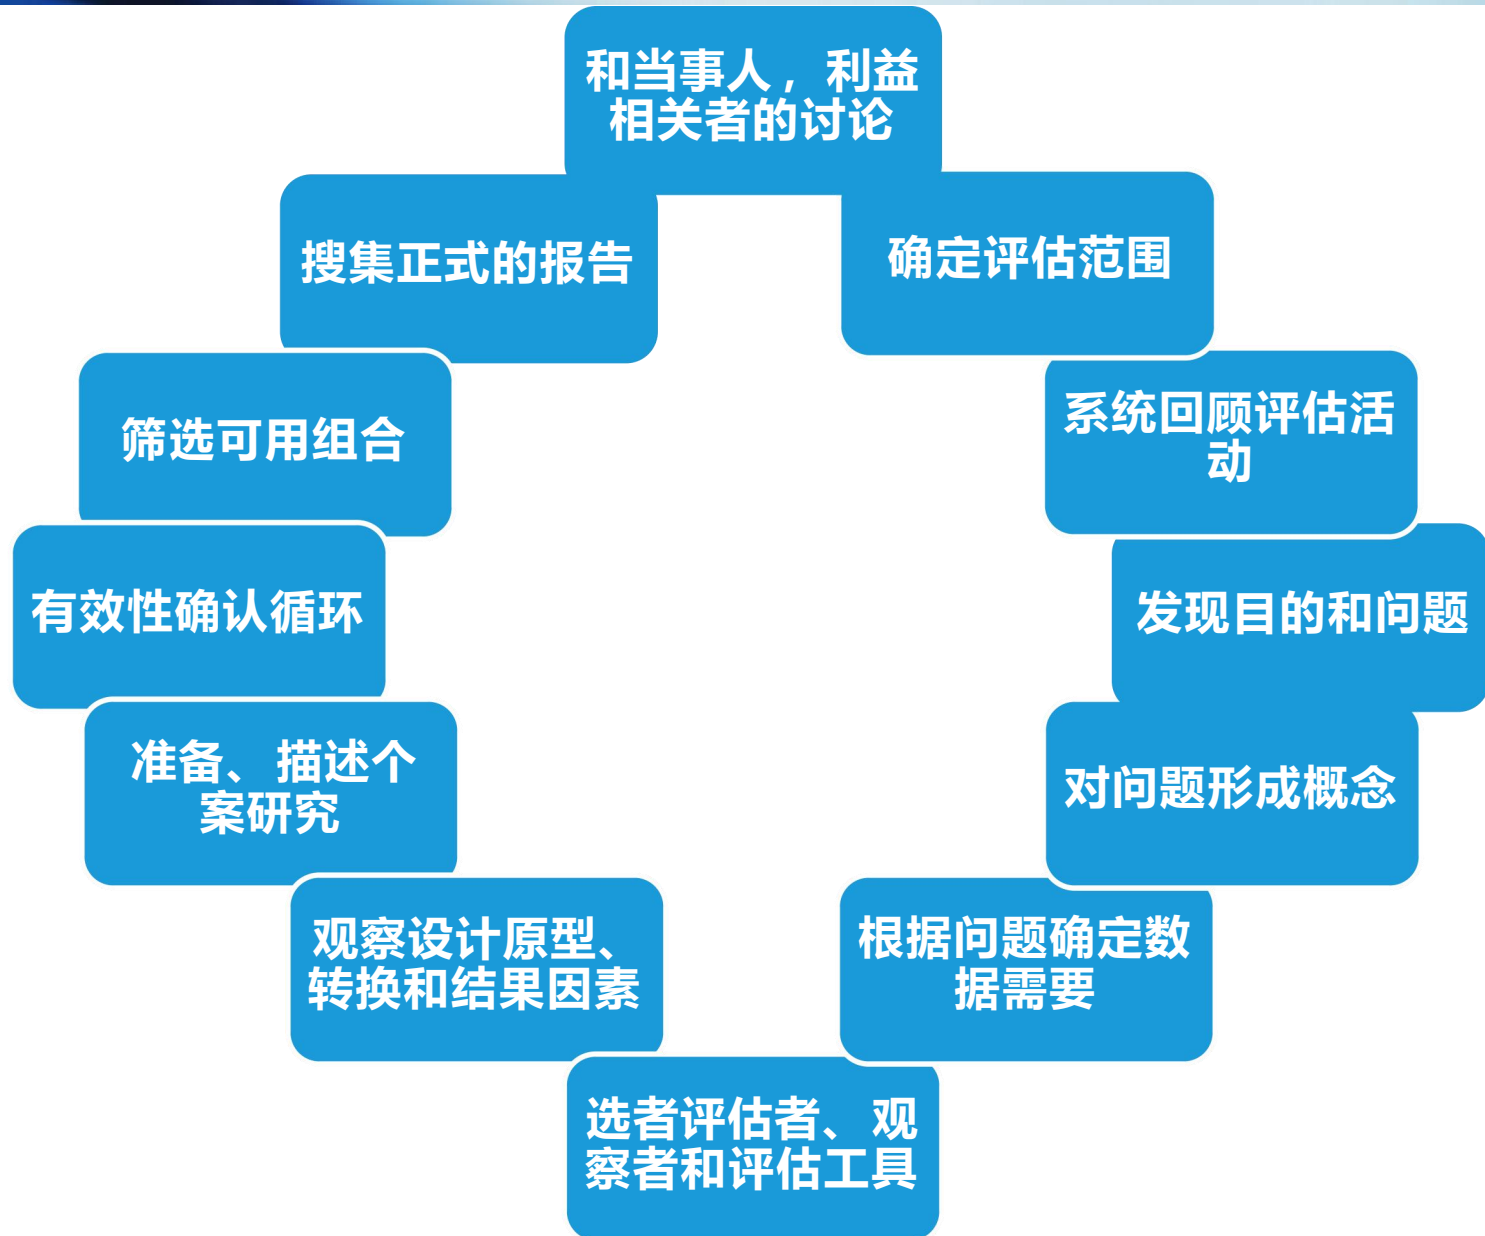 和当事人，利益
相关者的讨论
确定评估范围
系统回顾评估活
动
发现目的和问题
对问题形成概念
根据问题确定数
据需要
选者评估者、观
察者和评估工具
观察设计原型、
转换和结果因素
准备、描述个
案研究
有效性确认循环
筛选可用组合
搜集正式的报告